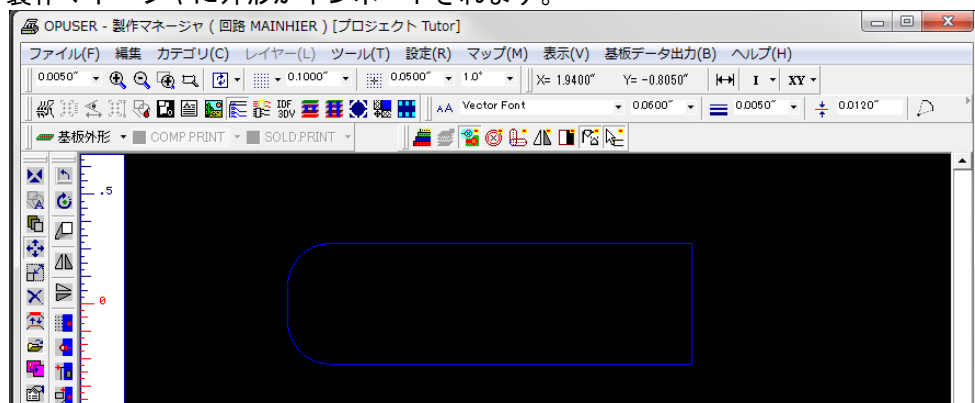 製作マネージャに外形がインポートされます。
OPUSER - 製作マネージャ ( 回路 MAINHIER ) [プロジェクト Tutor]
ファイル(F) 編集 カテゴリ(C) レイヤー(L) ツール(T) 設定(R) マップ(M) 表示(V) 基板データ出力(B) ヘルプ(H)
0.0050" 0.1000" 0.0500" 1.0° X= 1.9400" Y= -0.8050" I XY
IDF 3DV AA Vector Font 0.0600" 0.0050" 0.0120"
基板外形 COMP.PRINT SOLD.PRINT
.5
0